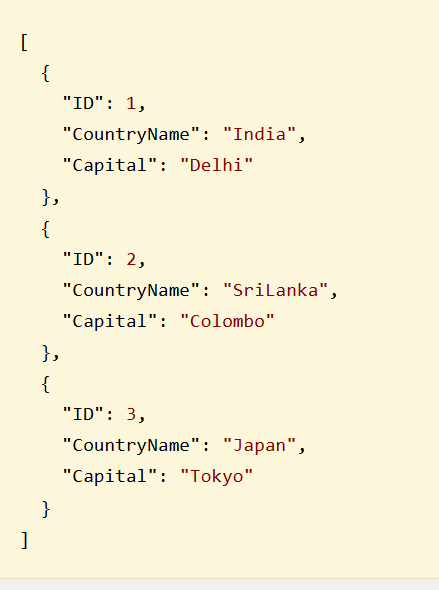 [
  {
    "ID": 1,
    "CountryName": "India",
    "Capital": "Delhi"
  },
  {
    "ID": 2,
    "CountryName": "SriLanka",
    "Capital": "Colombo"
  },
  {
    "ID": 3,
    "CountryName": "Japan",
    "Capital": "Tokyo"
  }
]